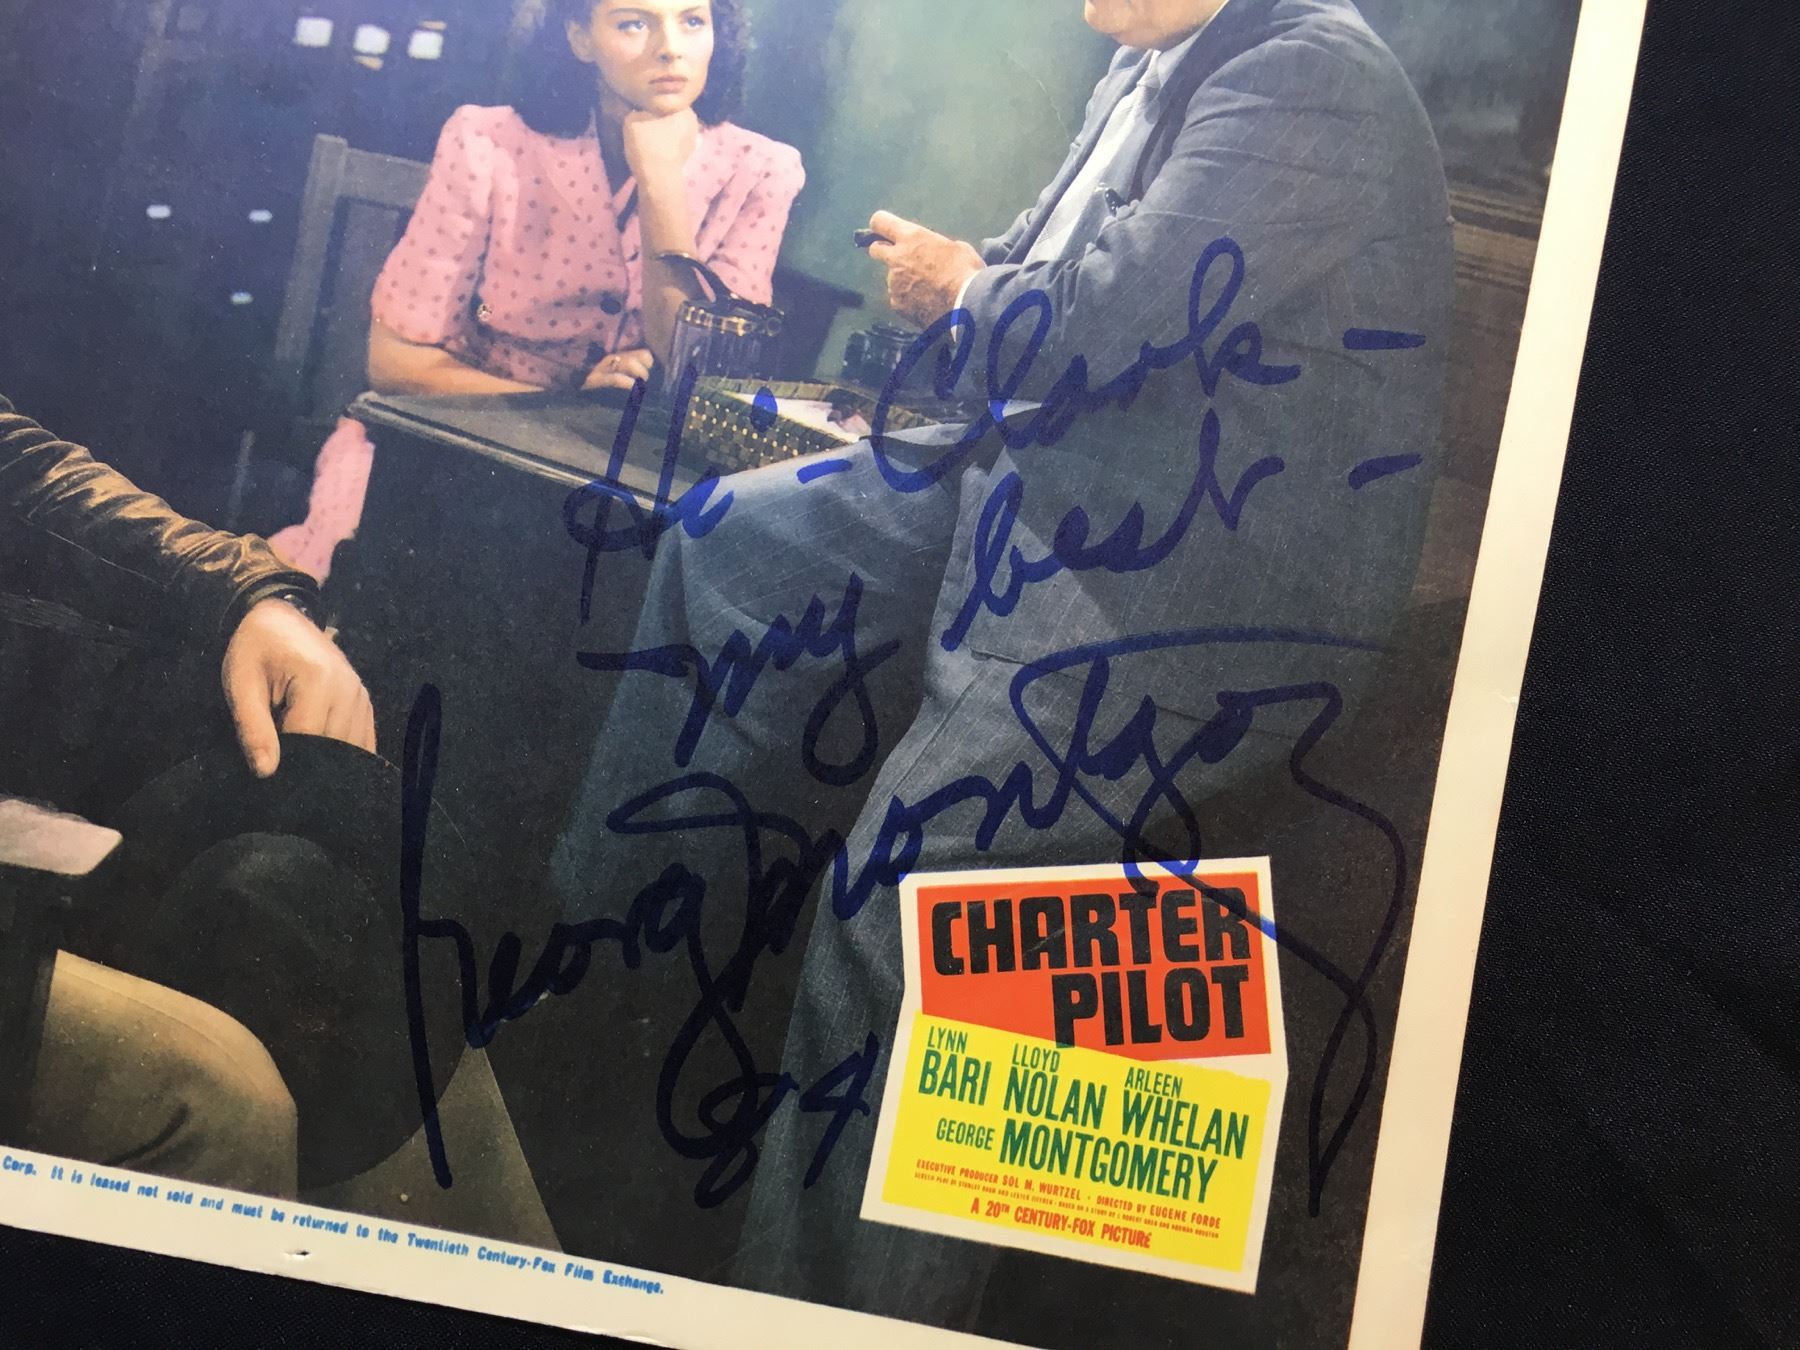 Hi - Clark -
my best -
George Montgomery
84
CHARTER
PILOT
LYNN BARI LLOYD NOLAN ARLEEN WHELAN
GEORGE MONTGOMERY
EXECUTIVE PRODUCER SOL M. WURTZEL · DIRECTED BY EUGENE FORDE
A 20TH CENTURY-FOX PICTURE
Corp. It is leased not sold and must be returned to the Twentieth Century-Fox Film Exchange.